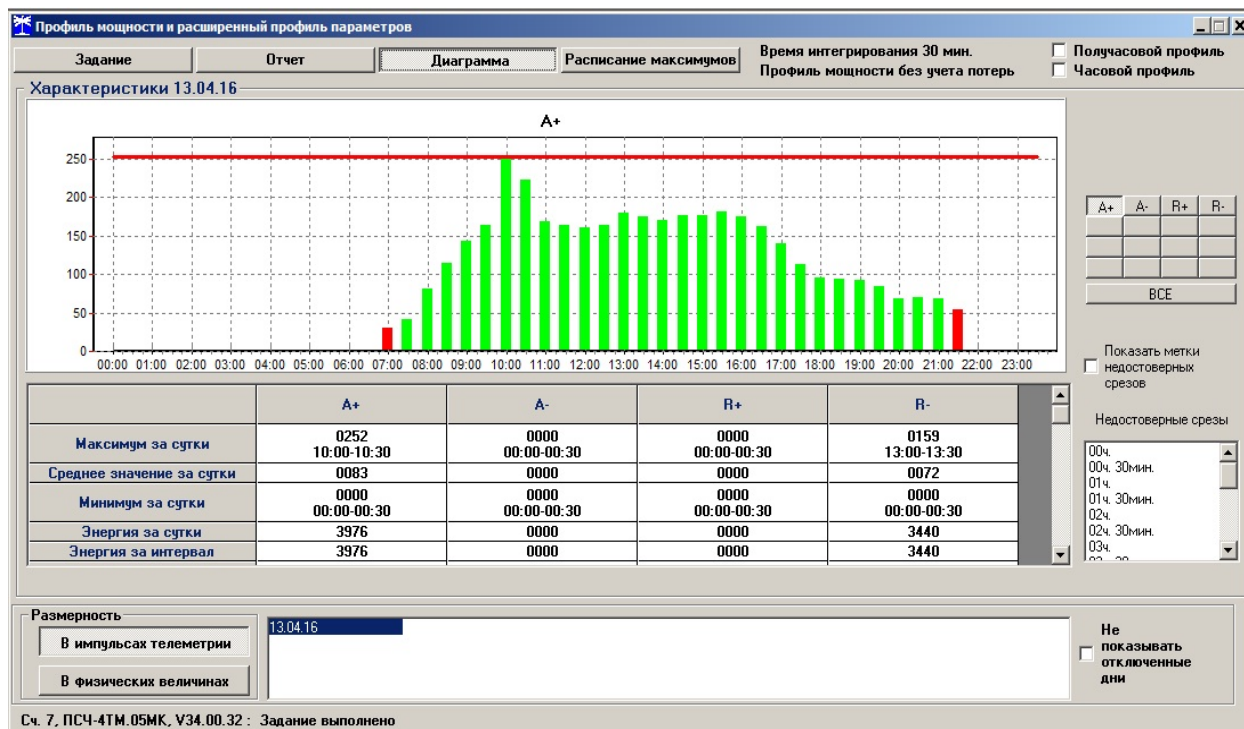 Профиль мощности и расширенный профиль параметров
Задание
Отчет
Диаграмма
Расписание максимумов
Время интегрирования 30 мин.
Профиль мощности без учета потерь
Получасовой профиль
Часовой профиль
Характеристики 13.04.16
A+
250
200
150
100
50
0
00:00 01:00 02:00 03:00 04:00 05:00 06:00 07:00 08:00 09:00 10:00 11:00 12:00 13:00 14:00 15:00 16:00 17:00 18:00 19:00 20:00 21:00 22:00 23:00
A+ A- R+ R-
ВСЕ
Показать метки
недостоверных
срезов
Недостоверные срезы
00ч.
00ч. 30мин.
01ч.
01ч. 30мин.
02ч.
02ч. 30мин.
03ч.
A+ A- R+ R-
Максимум за сутки 0252 0000 0000 0159
10:00-10:30 00:00-00:30 00:00-00:30 13:00-13:30
Среднее значение за сутки 0083 0000 0000 0072
Минимум за сутки 0000 0000 0000 0000
00:00-00:30 00:00-00:30 00:00-00:30 00:00-00:30
Энергия за сутки 3976 0000 0000 3440
Энергия за интервал 3976 0000 0000 3440
Размерность
В импульсах телеметрии
В физических величинах
13.04.16
Не
показывать
отключенные
дни
Сч. 7, ПСЧ-4ТМ.05МК, V34.00.32 : Задание выполнено